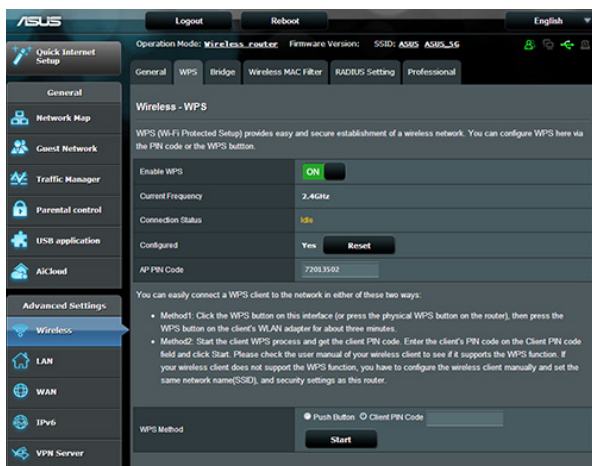 ASUS Logout Reboot English
Operation Mode: Wireless router Firmware Version: SSID: ASUS ASUS_5G
Quick Internet
Setup
General WPS Bridge Wireless MAC Filter RADIUS Setting Professional
General
Network Map
Guest Network
Traffic Manager
Parental control
USB application
AiCloud
Advanced Settings
Wireless
LAN
WAN
IPv6
VPN Server
Wireless - WPS
WPS (Wi-Fi Protected Setup) provides easy and secure establishment of a wireless network. You can configure WPS here via
the PIN code or the WPS buttton.
Enable WPS ON
Current Frequency 2.4GHz
Connection Status Idle
Configured Yes Reset
AP PIN Code 72013502
You can easily connect a WPS client to the network in either of these two ways:
• Method1: Click the WPS button on this interface (or press the physical WPS button on the router), then press the
WPS button on the client's WLAN adapter for about three minutes.
• Method2: Start the client WPS process and get the client PIN code. Enter the client's PIN code on the Client PIN code
field and click Start. Please check the user manual of your wireless client to see if it supports the WPS function. If
your wireless client does not support the WPS function, you have to configure the wireless client manually and set the
same network name(SSID), and security settings as this router.
WPS Method Push Button Client PIN Code
Start